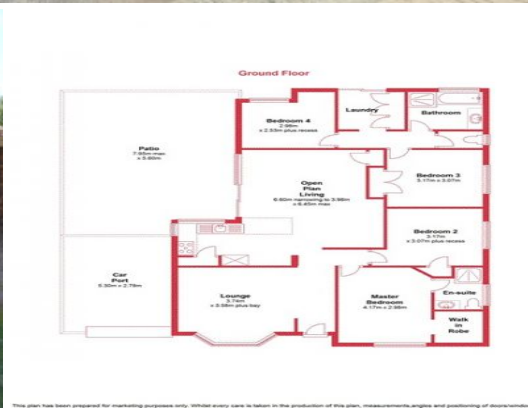 Ground Floor
Laundry
Bathroom
Bedroom 4
2.98m
x 2.53m plus recess
Patio
7.95m max
x 5.80m
Open
Plan
Living
6.60m narrowing to 3.96m
x 6.45m max
Bedroom 3
3.17m x 3.07m
Bedroom 2
3.17m
x 3.07m plus recess
Car
Port
5.30m x 2.78m
Lounge
3.74m
x 5.08m plus bay
Master
Bedroom
4.17m x 2.98m
En-suite
Walk
in
Robe
This plan has been prepared for marketing purposes only. Whilst every care is taken in the production of this plan, measurements,angles and positioning of doors/window